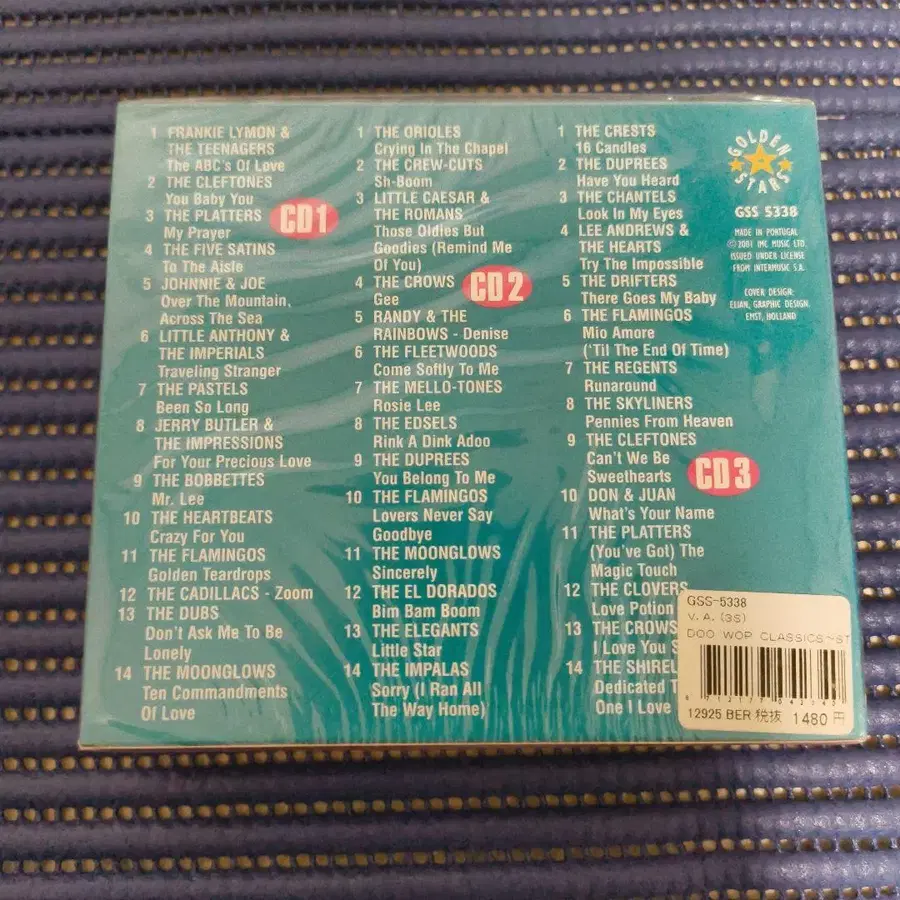 1 FRANKIE LYMON &
THE TEENAGERS
The ABC's Of Love
2 THE CLEFTONES
You Baby You
3 THE PLATTERS
My Prayer
4 THE FIVE SATINS
To The Aisle
5 JOHNNIE & JOE
Over The Mountain,
Across The Sea
6 LITTLE ANTHONY &
THE IMPERIALS
Traveling Stranger
7 THE PASTELS
Been So Long
8 JERRY BUTLER &
THE IMPRESSIONS
For Your Precious Love
9 THE BOBBETTES
Mr. Lee
10 THE HEARTBEATS
Crazy For You
11 THE FLAMINGOS
Golden Teardrops
12 THE CADILLACS - Zoom
13 THE DUBS
Don't Ask Me To Be
Lonely
14 THE MOONGLOWS
Ten Commandments
Of Love
CD1
1 THE ORIOLES
Crying In The Chapel
2 THE CREW-CUTS
Sh-Boom
3 LITTLE CAESAR &
THE ROMANS
Those Oldies But
Goodies (Remind Me
Of You)
4 THE CROWS
Gee
5 RANDY & THE
RAINBOWS - Denise
6 THE FLEETWOODS
Come Softly To Me
7 THE MELLO-TONES
Rosie Lee
8 THE EDSELS
Rink A Dink Adoo
9 THE DUPREES
You Belong To Me
10 THE FLAMINGOS
Lovers Never Say
Goodbye
11 THE MOONGLOWS
Sincerely
12 THE EL DORADOS
Bim Bam Boom
13 THE ELEGANTS
Little Star
14 THE IMPALAS
Sorry (I Ran All
The Way Home)
CD2
1 THE CRESTS
16 Candles
2 THE DUPREES
Have You Heard
3 THE CHANTELS
Look In My Eyes
4 LEE ANDREWS &
THE HEARTS
Try The Impossible
5 THE DRIFTERS
There Goes My Baby
6 THE FLAMINGOS
Mio Amore
('Til The End Of Time)
7 THE REGENTS
Runaround
8 THE SKYLINERS
Pennies From Heaven
9 THE CLEFTONES
Can't We Be
Sweethearts
10 DON & JUAN
What's Your Name
11 THE PLATTERS
(You've Got) The
Magic Touch
12 THE CLOVERS
Love Potion
13 THE CROWS
I Love You S
14 THE SHIREL
Dedicated T
One I Love
CD3
GOLDEN
STARS
GSS 5338
MADE IN PORTUGAL
© 2001 IMC MUSIC LTD.
ISSUED UNDER LICENSE
FROM INTERMUSIC S.A.
COVER DESIGN:
ELIAN, GRAPHIC DESIGN,
EMST, HOLLAND
GSS-5338
V.A.(3S)
DOO WOP CLASSICS~ST
12925 BER 税抜 1480円